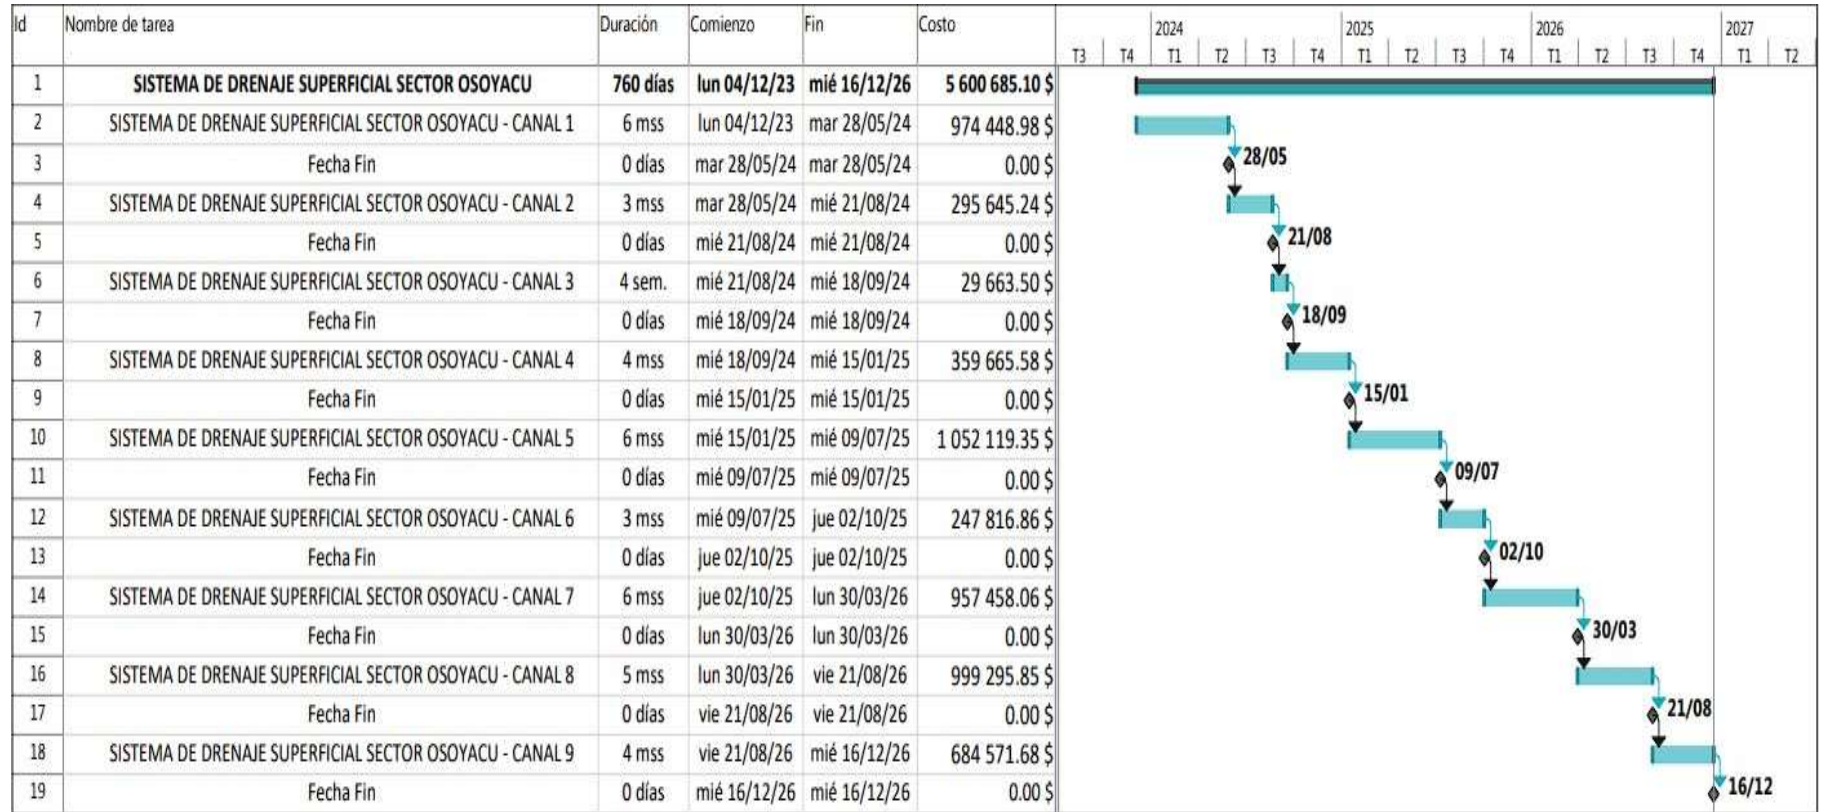 Id Nombre de tarea Duración Comienzo Fin Costo
2024 2025 2026 2027
T3 T4 T1 T2 T3 T4 T1 T2 T3 T4 T1 T2 T3 T4 T1 T2
1 SISTEMA DE DRENAJE SUPERFICIAL SECTOR OSOYACU 760 días lun 04/12/23 mié 16/12/26 5 600 685.10 $
2 SISTEMA DE DRENAJE SUPERFICIAL SECTOR OSOYACU - CANAL 1 6 mss lun 04/12/23 mar 28/05/24 974 448.98 $
3 Fecha Fin 0 días mar 28/05/24 mar 28/05/24 0.00 $ 28/05
4 SISTEMA DE DRENAJE SUPERFICIAL SECTOR OSOYACU - CANAL 2 3 mss mar 28/05/24 mié 21/08/24 295 645.24 $
5 Fecha Fin 0 días mié 21/08/24 mié 21/08/24 0.00 $ 21/08
6 SISTEMA DE DRENAJE SUPERFICIAL SECTOR OSOYACU - CANAL 3 4 sem. mié 21/08/24 mié 18/09/24 29 663.50 $
7 Fecha Fin 0 días mié 18/09/24 mié 18/09/24 0.00 $ 18/09
8 SISTEMA DE DRENAJE SUPERFICIAL SECTOR OSOYACU - CANAL 4 4 mss mié 18/09/24 mié 15/01/25 359 665.58 $
9 Fecha Fin 0 días mié 15/01/25 mié 15/01/25 0.00 $ 15/01
10 SISTEMA DE DRENAJE SUPERFICIAL SECTOR OSOYACU - CANAL 5 6 mss mié 15/01/25 mié 09/07/25 1 052 119.35 $
11 Fecha Fin 0 días mié 09/07/25 mié 09/07/25 0.00 $ 09/07
12 SISTEMA DE DRENAJE SUPERFICIAL SECTOR OSOYACU - CANAL 6 3 mss mié 09/07/25 jue 02/10/25 247 816.86 $
13 Fecha Fin 0 días jue 02/10/25 jue 02/10/25 0.00 $ 02/10
14 SISTEMA DE DRENAJE SUPERFICIAL SECTOR OSOYACU - CANAL 7 6 mss jue 02/10/25 lun 30/03/26 957 458.06 $
15 Fecha Fin 0 días lun 30/03/26 lun 30/03/26 0.00 $ 30/03
16 SISTEMA DE DRENAJE SUPERFICIAL SECTOR OSOYACU - CANAL 8 5 mss lun 30/03/26 vie 21/08/26 999 295.85 $
17 Fecha Fin 0 días vie 21/08/26 vie 21/08/26 0.00 $ 21/08
18 SISTEMA DE DRENAJE SUPERFICIAL SECTOR OSOYACU - CANAL 9 4 mss vie 21/08/26 mié 16/12/26 684 571.68 $
19 Fecha Fin 0 días mié 16/12/26 mié 16/12/26 0.00 $ 16/12